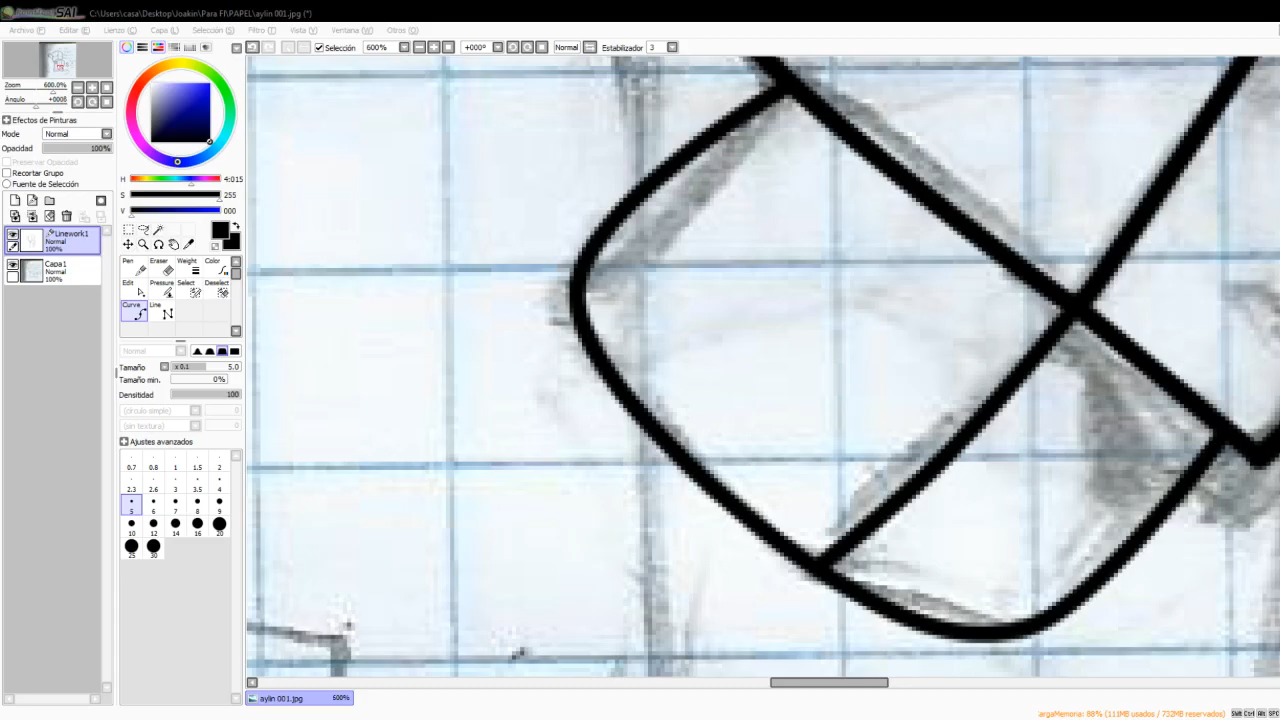 SAI C:\Users\casa\Desktop\Joakin\Para FI\PAPEL\aylin 001.jpg (*)
Archivo (F) Editar (E) Lienzo (C) Capa (L) Selección (S) Filtro (T) Vista (V) Ventana (W) Otros (O)
Selección 600% +000º Normal Estabilizador 3
Zoom 600.0%
Ángulo
Efectos de Pinturas
Mode Normal
Opacidad 100%
Preservar Opacidad
Recortar Grupo
Fuente de Selección
Linework1
Normal
100%
Capa1
Normal
100%
H 4:015
S 255
V 000
Pen Eraser Weight Color
Edit Pressure Select Deselect
Curve Line
Normal
Tamaño x 0.1 5.0
Tamaño min. 0%
Densitidad 100
(círculo simple) 0
(sin textura) 0
Ajustes avanzados
0.7 0.8 1 1.5 2
2.3 2.6 3 3.5 4
5 6 7 8 9
10 12 14 16 20
25 30
aylin 001.jpg 600%
argaMemoria: 88% (111MB usados / 732MB reservados) Shift Ctrl Alt SPC